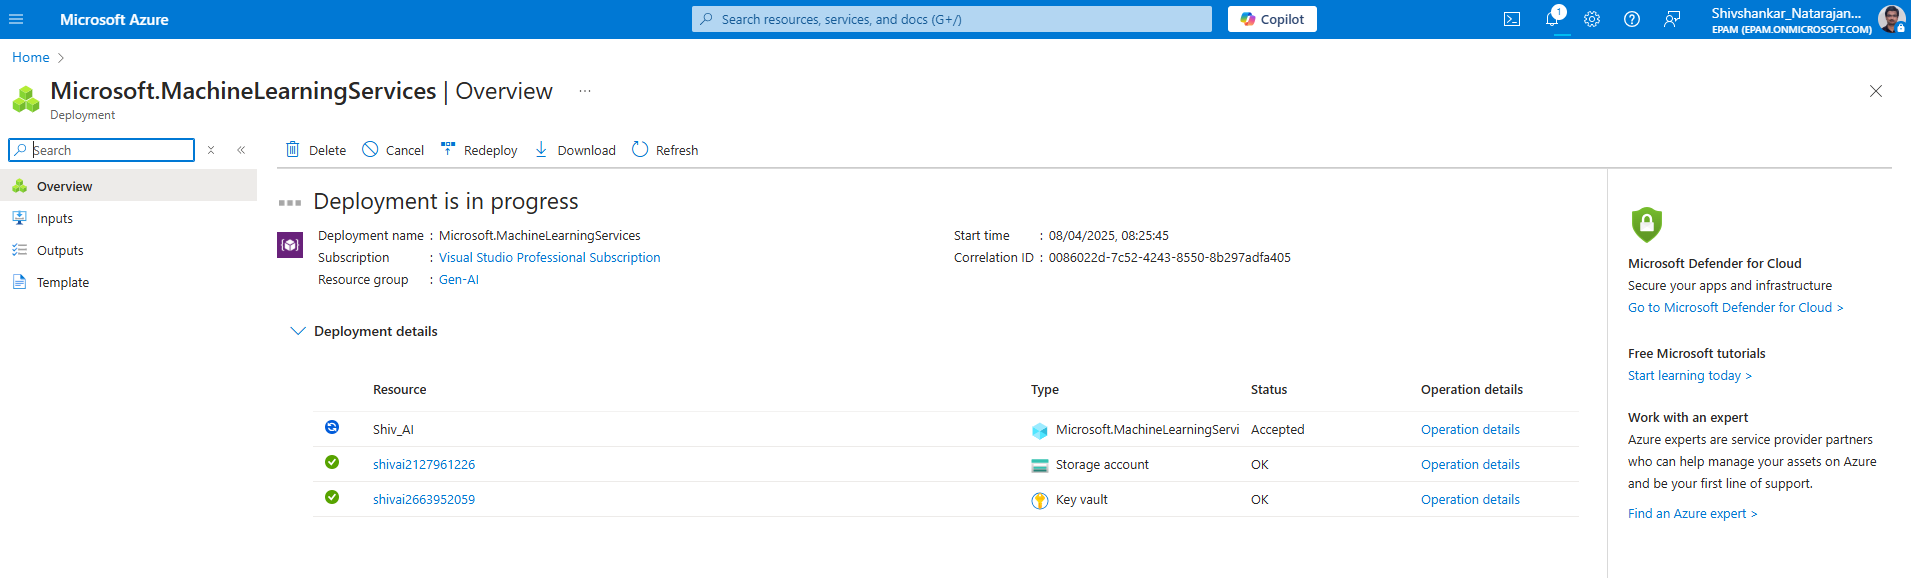 Microsoft Azure
Search resources, services, and docs (G+/)
Copilot
1
Shivshankar_Natarajan...
EPAM (EPAM.ONMICROSOFT.COM)
Home
Microsoft.MachineLearningServices | Overview ...
Deployment
Search
Delete Cancel Redeploy Download Refresh
Overview
Inputs
Outputs
Template
Deployment is in progress
Deployment name : Microsoft.MachineLearningServices
Subscription : Visual Studio Professional Subscription
Resource group : Gen-AI
Start time : 08/04/2025, 08:25:45
Correlation ID : 0086022d-7c52-4243-8550-8b297adfa405
Deployment details
Resource Type Status Operation details
Shiv_AI Microsoft.MachineLearningServi Accepted Operation details
shivai2127961226 Storage account OK Operation details
shivai2663952059 Key vault OK Operation details
Microsoft Defender for Cloud
Secure your apps and infrastructure
Go to Microsoft Defender for Cloud >
Free Microsoft tutorials
Start learning today >
Work with an expert
Azure experts are service provider partners
who can help manage your assets on Azure
and be your first line of support.
Find an Azure expert >